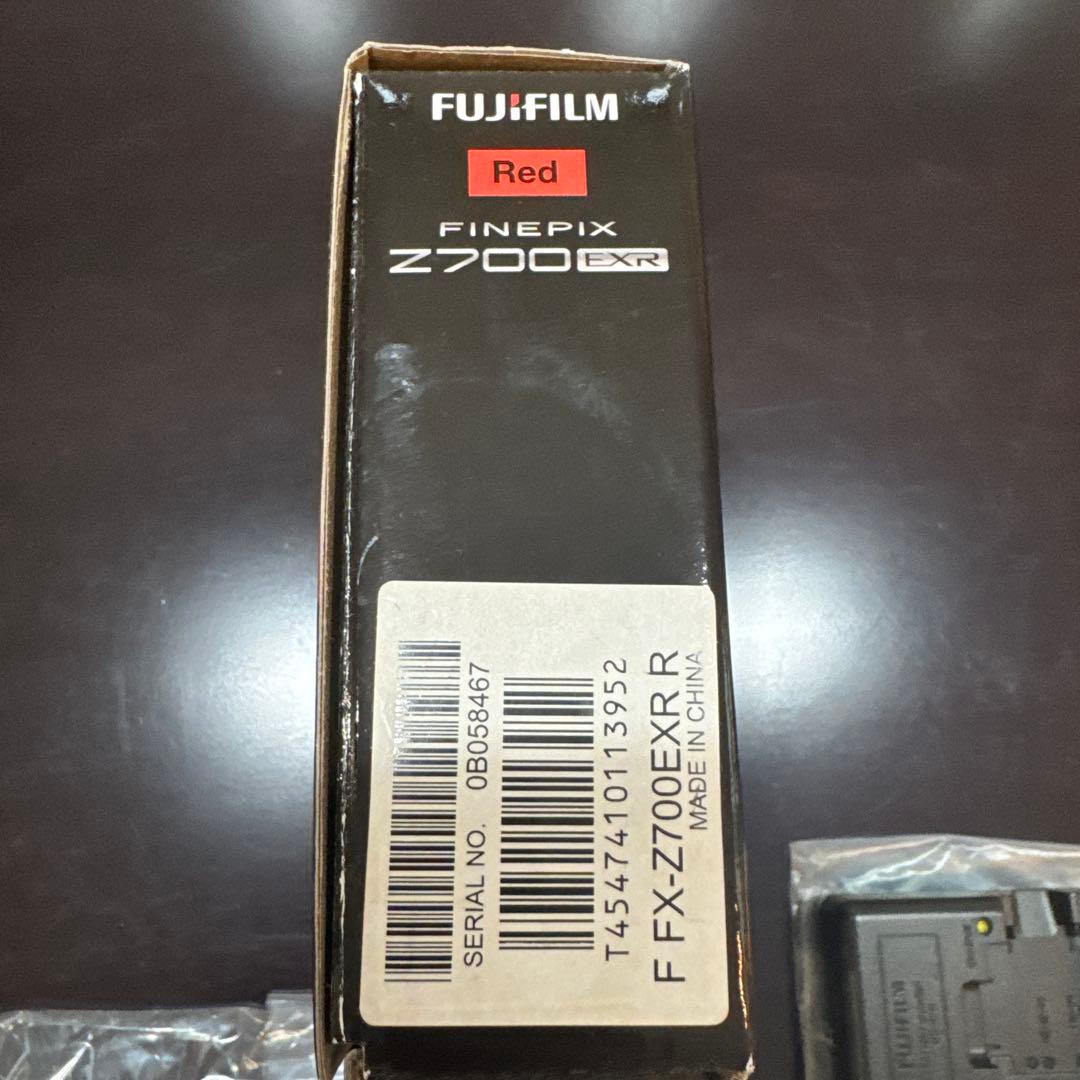 FUJIFILM
Red
FINEPIX
Z700EXR
SERIAL NO. 0B058467
T4547410113952
F FX-Z700EXR R
MADE IN CHINA
FUJIFILM